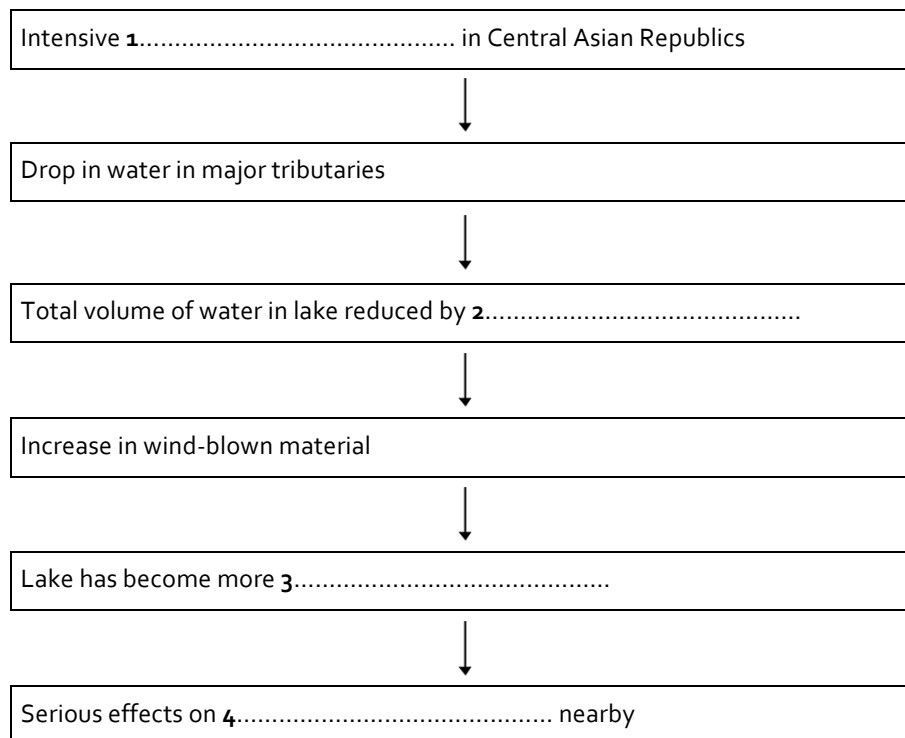 Intensive 1............................................. in Central Asian Republics
Drop in water in major tributaries
Total volume of water in lake reduced by 2.............................................
Increase in wind-blown material
Lake has become more 3.............................................
Serious effects on 4............................................. nearby